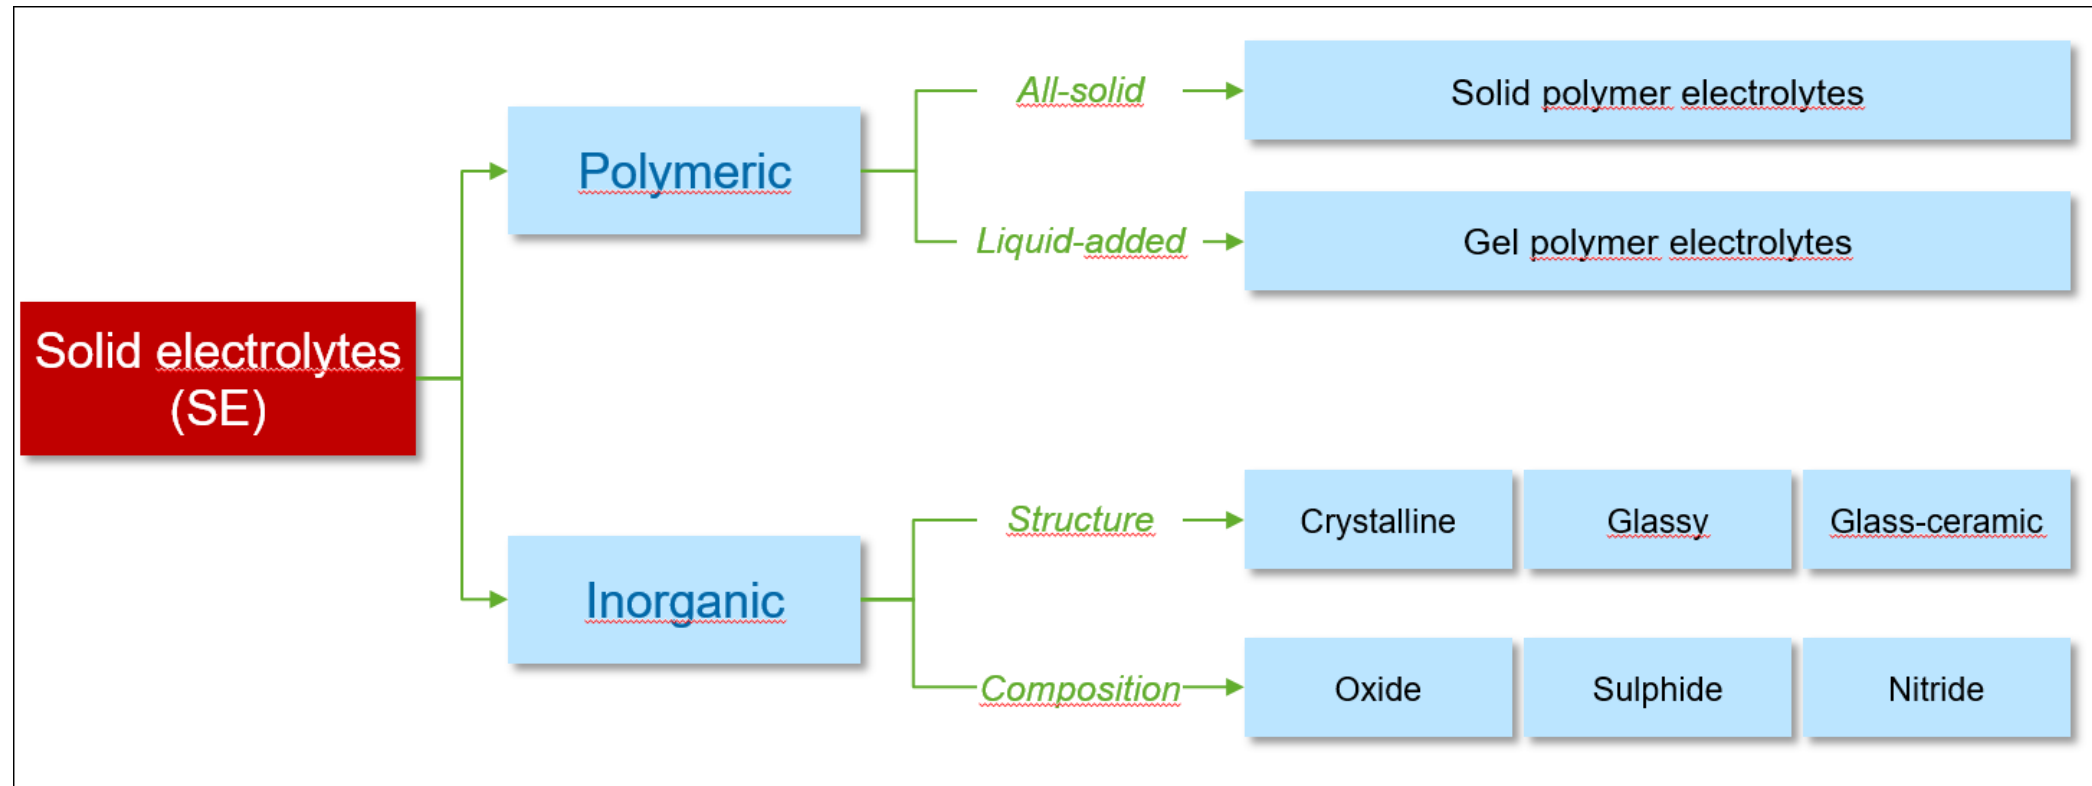 All-solid
Solid polymer electrolytes
Polymeric
Liquid-added
Gel polymer electrolytes
Solid electrolytes
(SE)
Structure
Crystalline
Glassy
Glass-ceramic
Inorganic
Composition
Oxide
Sulphide
Nitride